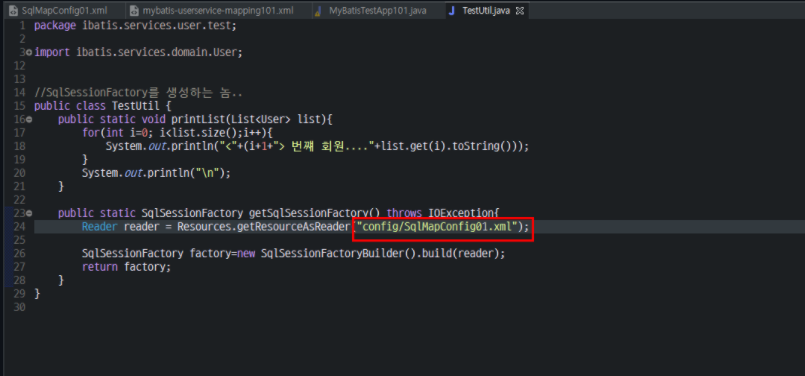 SqlMapConfig01.xml mybatis-userservice-mapping101.xml MyBatisTestApp101.java TestUtil.java
1 package ibatis.services.user.test;
2
3 import ibatis.services.domain.User;
12
13
14 //SqlSessionFactory를 생성하는 놈..
15 public class TestUtil {
16 public static void printList(List<User> list){
17 for(int i=0; i<list.size();i++){
18 System.out.println("<"+(i+1+"> 번쨰 회원...."+list.get(i).toString()));
19 }
20 System.out.println("\n");
21 }
22
23 public static SqlSessionFactory getSqlSessionFactory() throws IOException{
24 Reader reader = Resources.getResourceAsReader("config/SqlMapConfig01.xml");
25
26 SqlSessionFactory factory=new SqlSessionFactoryBuilder().build(reader);
27 return factory;
28 }
29 }
30